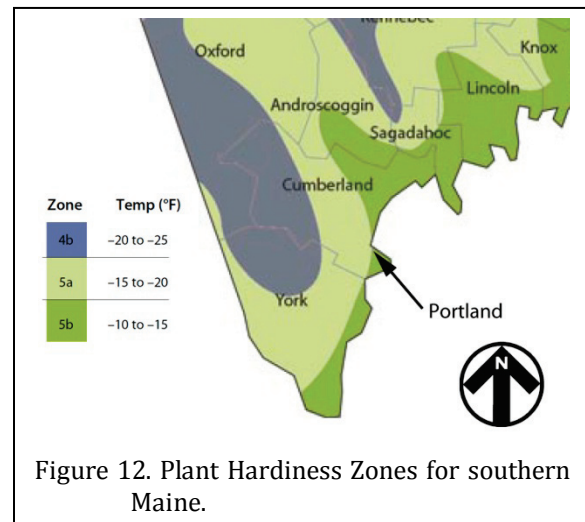 Kennebec
Oxford
Knox
Lincoln
Androscoggin
Sagadahoc
Cumberland
Zone Temp (°F)
4b –20 to –25
5a –15 to –20
5b –10 to –15
York
Portland
N
Figure 12. Plant Hardiness Zones for southern
Maine.